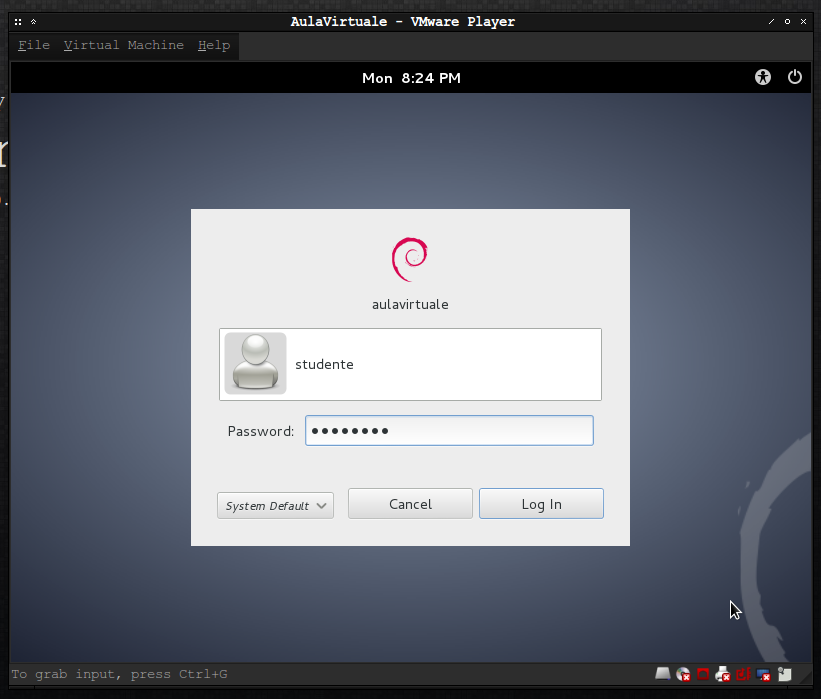 AulaVirtuale - VMware Player
File Virtual Machine Help
Mon 8:24 PM
aulavirtuale
studente
Password: ••••••••
System Default Cancel Log In
To grab input, press Ctrl+G